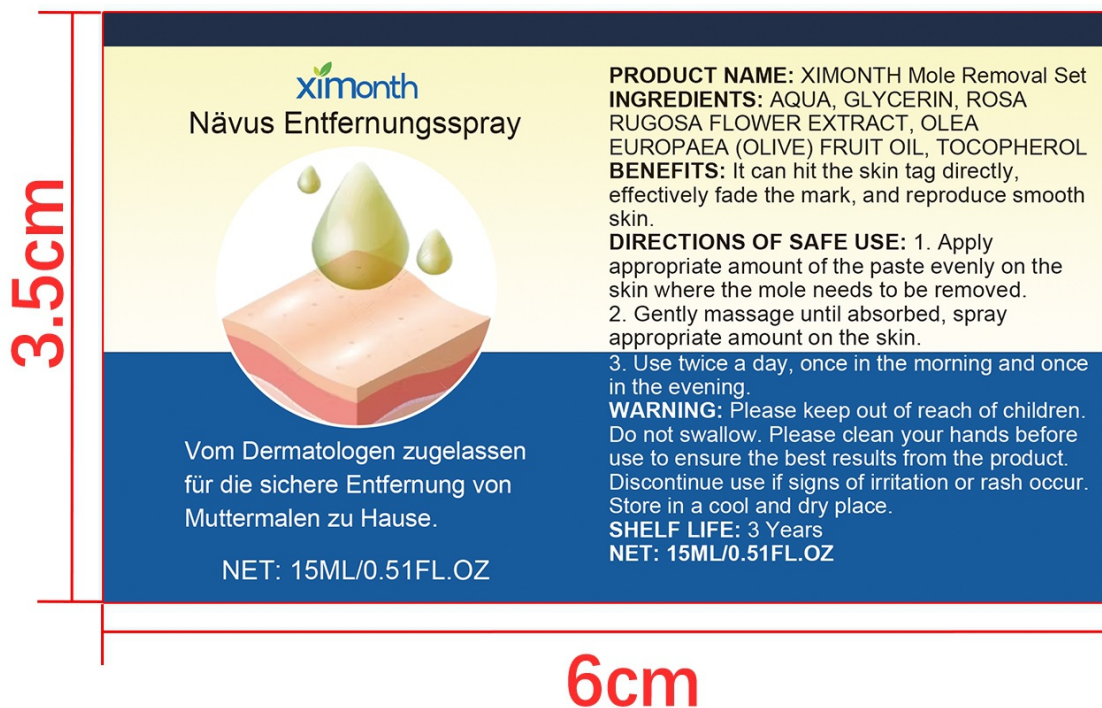 xımonth
Nävus Entfernungsspray
Vom Dermatologen zugelassen
für die sichere Entfernung von
Muttermalen zu Hause.
NET: 15ML/0.51FL.OZ
PRODUCT NAME: XIMONTH Mole Removal Set
INGREDIENTS: AQUA, GLYCERIN, ROSA
RUGOSA FLOWER EXTRACT, OLEA
EUROPAEA (OLIVE) FRUIT OIL, TOCOPHEROL
BENEFITS: It can hit the skin tag directly,
effectively fade the mark, and reproduce smooth
skin.
DIRECTIONS OF SAFE USE: 1. Apply
appropriate amount of the paste evenly on the
skin where the mole needs to be removed.
2. Gently massage until absorbed, spray
appropriate amount on the skin.
3. Use twice a day, once in the morning and once
in the evening.
WARNING: Please keep out of reach of children.
Do not swallow. Please clean your hands before
use to ensure the best results from the product.
Discontinue use if signs of irritation or rash occur.
Store in a cool and dry place.
SHELF LIFE: 3 Years
NET: 15ML/0.51FL.OZ
3.5cm
6cm